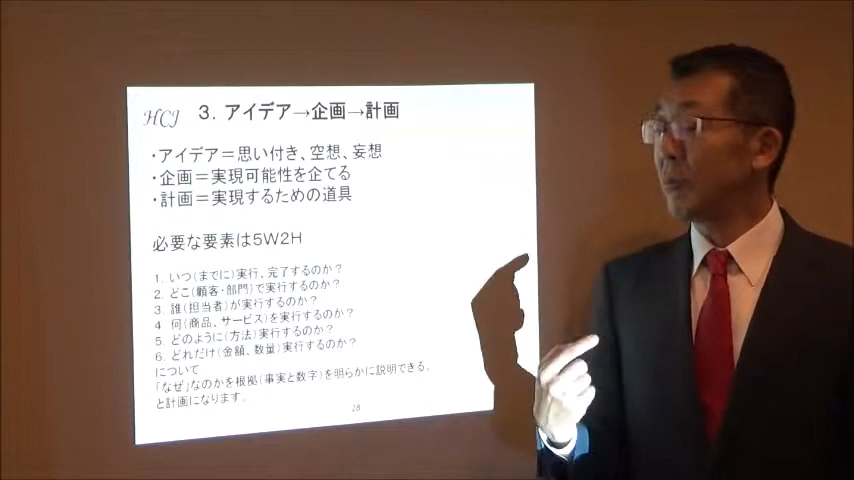 HCJ 3. アイデア→企画→計画
・アイデア＝思い付き、空想、妄想
・企画＝実現可能性を企てる
・計画＝実現するための道具
必要な要素は5W2H
1. いつ(までに)実行、完了するのか？
2. どこ(顧客・部門)で実行するのか？
3. 誰(担当者)が実行するのか？
4. 何(商品、サービス)を実行するのか？
5. どのように(方法)実行するのか？
6. どれだけ(金額、数量)実行するのか？
について
「なぜ」なのかを根拠(事実と数字)を明らかに説明できる。
と計画になります。
28